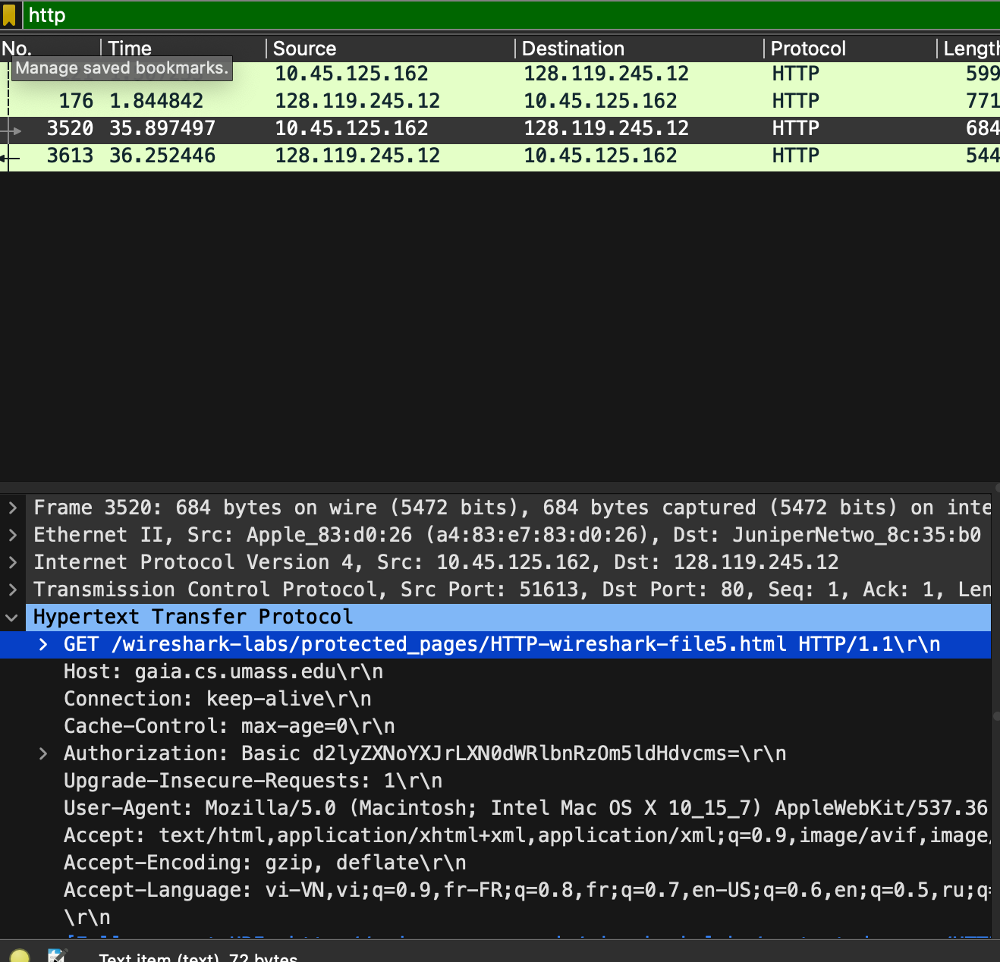 http
No. Time Source Destination Protocol Length
Manage saved bookmarks.
10.45.125.162 128.119.245.12 HTTP 599
176 1.844842 128.119.245.12 10.45.125.162 HTTP 771
3520 35.897497 10.45.125.162 128.119.245.12 HTTP 684
3613 36.252446 128.119.245.12 10.45.125.162 HTTP 544
Frame 3520: 684 bytes on wire (5472 bits), 684 bytes captured (5472 bits) on inte
Ethernet II, Src: Apple_83:d0:26 (a4:83:e7:83:d0:26), Dst: JuniperNetwo_8c:35:b0
Internet Protocol Version 4, Src: 10.45.125.162, Dst: 128.119.245.12
Transmission Control Protocol, Src Port: 51613, Dst Port: 80, Seq: 1, Ack: 1, Len
Hypertext Transfer Protocol
GET /wireshark-labs/protected_pages/HTTP-wireshark-file5.html HTTP/1.1\r\n
Host: gaia.cs.umass.edu\r\n
Connection: keep-alive\r\n
Cache-Control: max-age=0\r\n
Authorization: Basic d2lyZXNoYXJrLXN0dWRlbnRzOm5ldHdvcms=\r\n
Upgrade-Insecure-Requests: 1\r\n
User-Agent: Mozilla/5.0 (Macintosh; Intel Mac OS X 10_15_7) AppleWebKit/537.36
Accept: text/html,application/xhtml+xml,application/xml;q=0.9,image/avif,image/
Accept-Encoding: gzip, deflate\r\n
Accept-Language: vi-VN,vi;q=0.9,fr-FR;q=0.8,fr;q=0.7,en-US;q=0.6,en;q=0.5,ru;q=
\r\n
Text item (text), 72 bytes